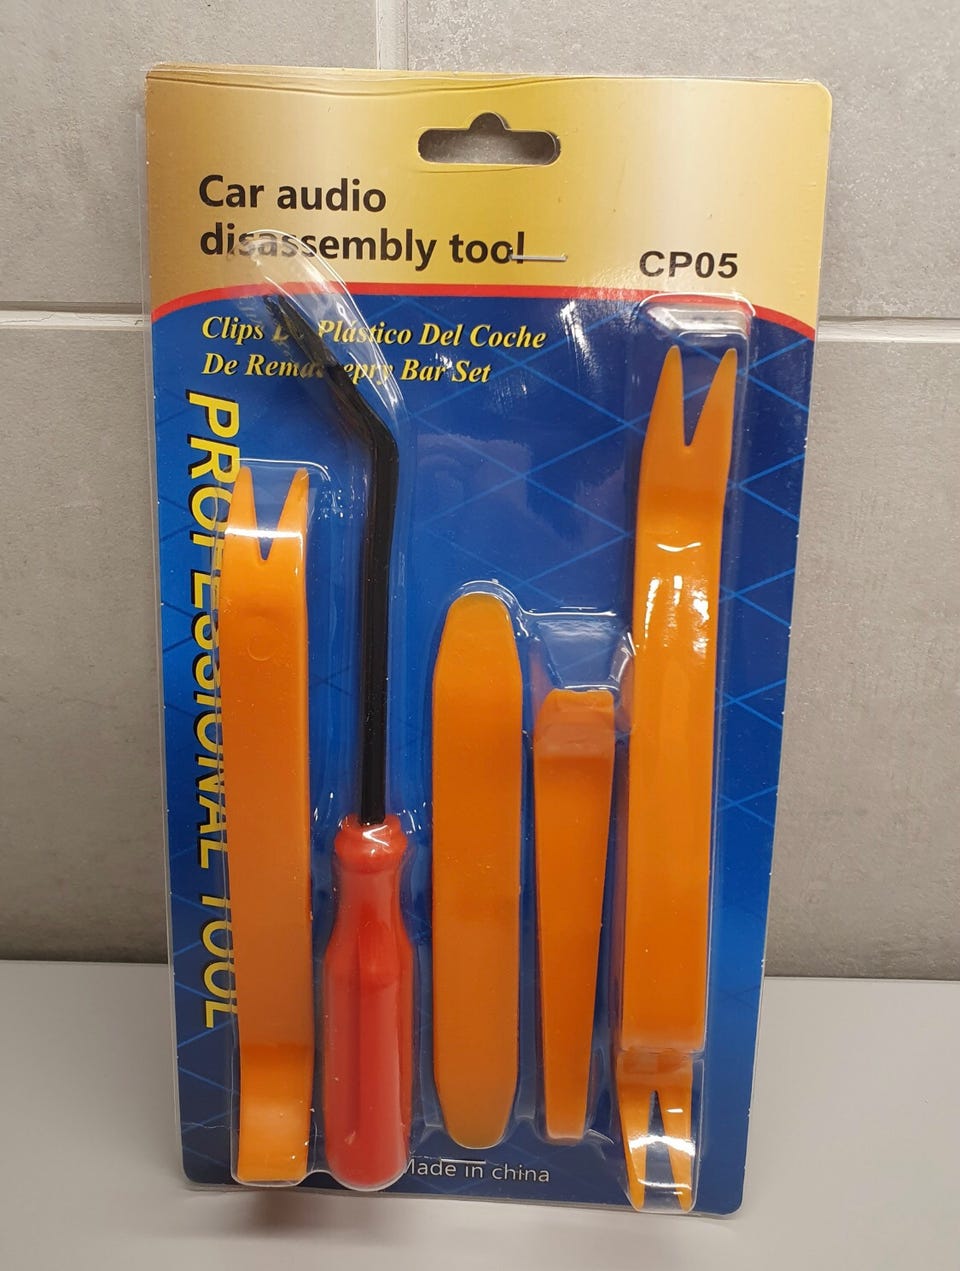 Car audio
disassembly tool
CP05
Clips Plástico Del Coche
De Bar Set
PROFESSIONAL TOOL
Made in china